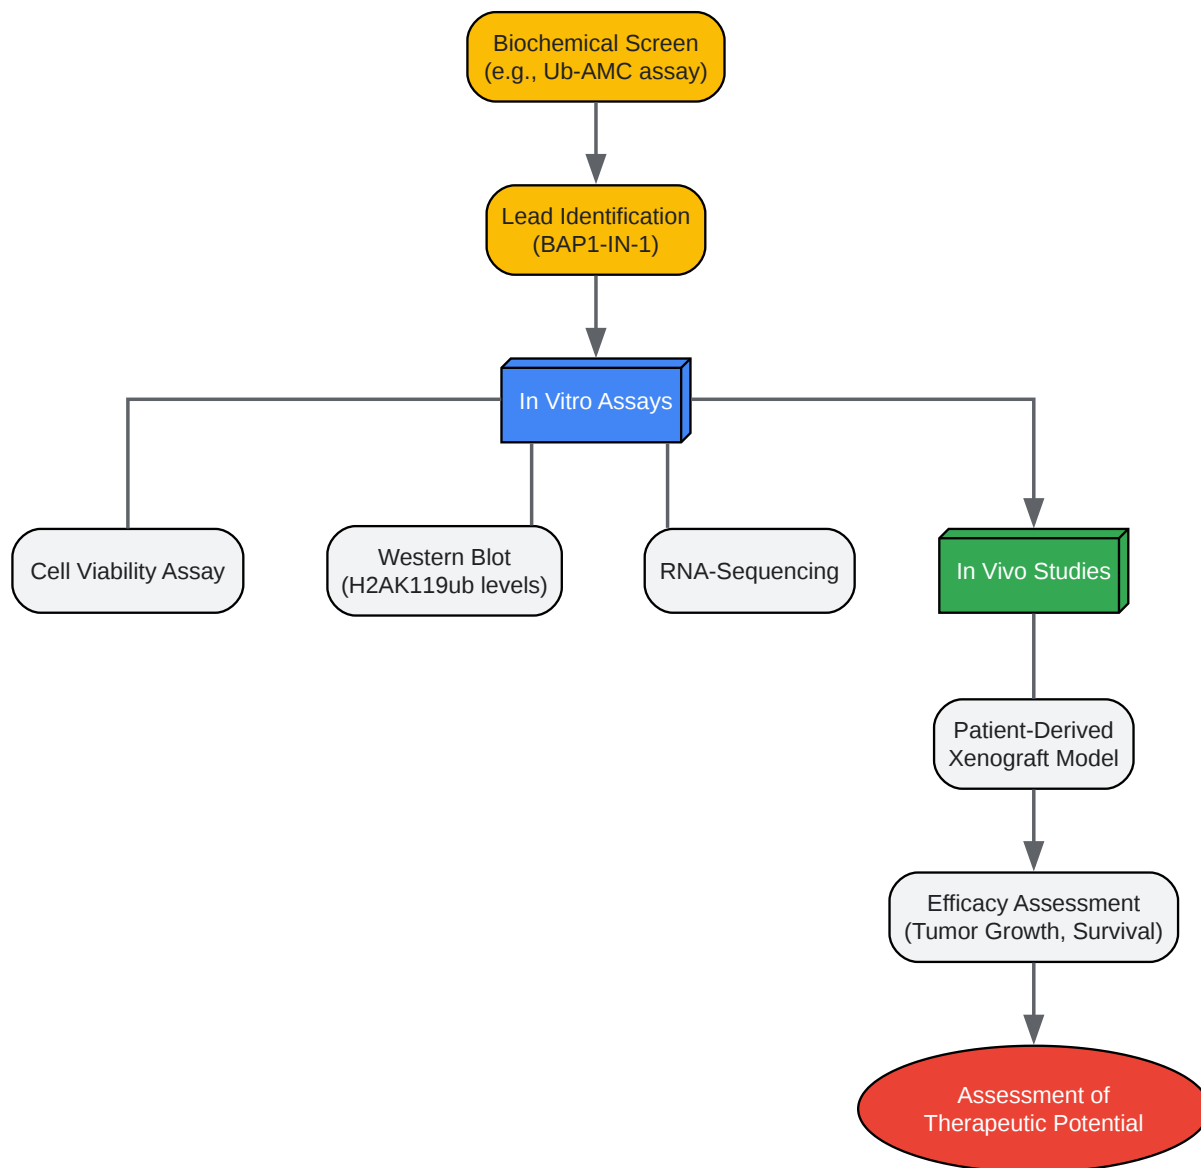 Biochemical Screen
(e.g., Ub-AMC assay)
Lead Identification
(BAP1-IN-1)
In Vitro Assays
Cell Viability Assay
Western Blot
(H2AK119ub levels)
RNA-Sequencing
In Vivo Studies
Patient-Derived
Xenograft Model
Efficacy Assessment
(Tumor Growth, Survival)
Assessment of
Therapeutic Potential